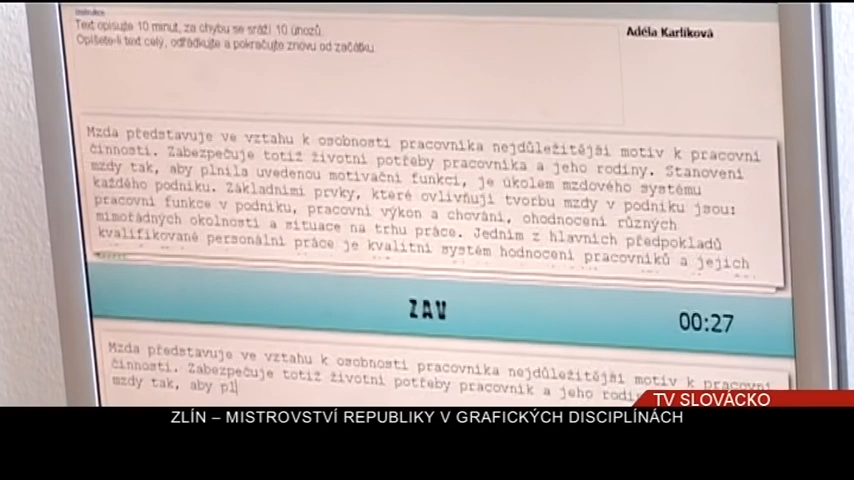 Text opisujte 10 minut, za chybu se sráží 10 úhozů.
Opíšete-li text celý, odřádkujte a pokračujte znovu od začátku.
Adéla Karlíková
Mzda představuje ve vztahu k osobnosti pracovníka nejdůležitější motiv k pracovní
činnosti. Zabezpečuje totiž životní potřeby pracovníka a jeho rodiny. Stanovení
mzdy tak, aby plnila uvedenou motivační funkci, je úkolem mzdového systému
každého podniku. Základními prvky, které ovlivňují tvorbu mzdy v podniku jsou:
pracovní funkce v podniku, pracovní výkon a chování, ohodnocení různých
mimořádných okolností a situace na trhu práce. Jedním z hlavních předpokladů
kvalifikované personální práce je kvalitní systém hodnocení pracovníků a jejich
ZAV
00:27
Mzda představuje ve vztahu k osobnosti pracovníka nejdůležitější motiv k pracovní
činnosti. Zabezpečuje totiž životní potřeby pracovník a jeho
mzdy tak, aby pl
TV SLOVÁCKO
ZLÍN – MISTROVSTVÍ REPUBLIKY V GRAFICKÝCH DISCIPLÍNÁCH